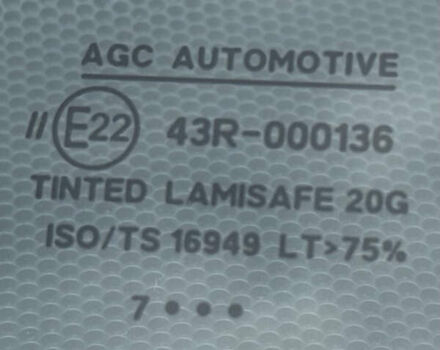 AGC AUTOMOTIVE
// E22 43R-000136
TINTED LAMISAFE 20G
ISO/TS 16949 LT>75%
7 • • •